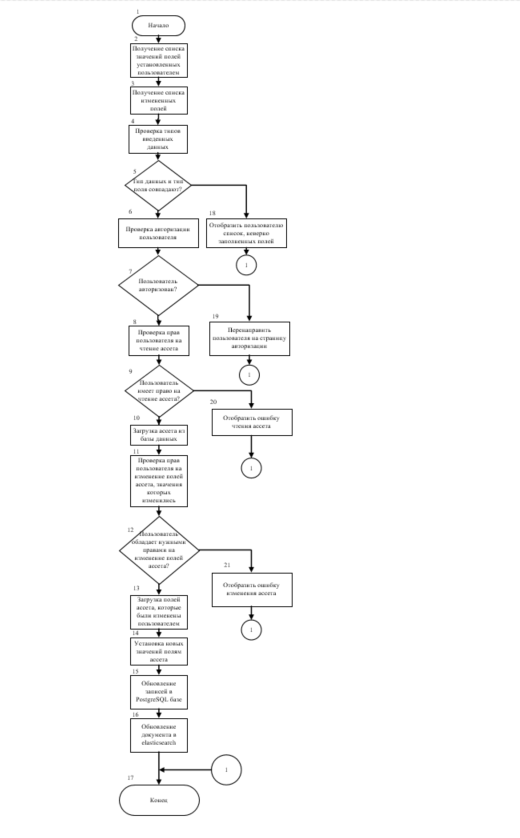 1
Начало
2
Получение списка
значений полей
установленных
пользователем
3
Получение списка
измененных
полей
4
Проверка типов
введенных
данных
5
Тип данных и тип
поля совпадают?
6
Проверка авторизации
пользователя
18
Отобразить пользователю
список, неверно
заполненных полей
1
7
Пользователь
авторизован?
8
Проверка прав
пользователя на
чтение ассета
19
Перенаправить
пользователя на страницу
авторизации
1
9
Пользователь
имеет право на
чтение ассета?
20
Отобразить ошибку
чтения ассета
1
10
Загрузка ассета из
базы данных
11
Проверка прав
пользователя на
изменение полей
ассета, значения
которых
изменились
12
Пользователь
обладает нужными
правами на
изменение полей
ассета?
21
Отобразить ошибку
изменения ассета
1
13
Загрузка полей
ассета, которые
были изменены
пользователем
14
Установка новых
значений полям
ассета
15
Обновление
записей в
PostgreSQL базе
16
Обновление
документа в
elasticsearch
1
17
Конец